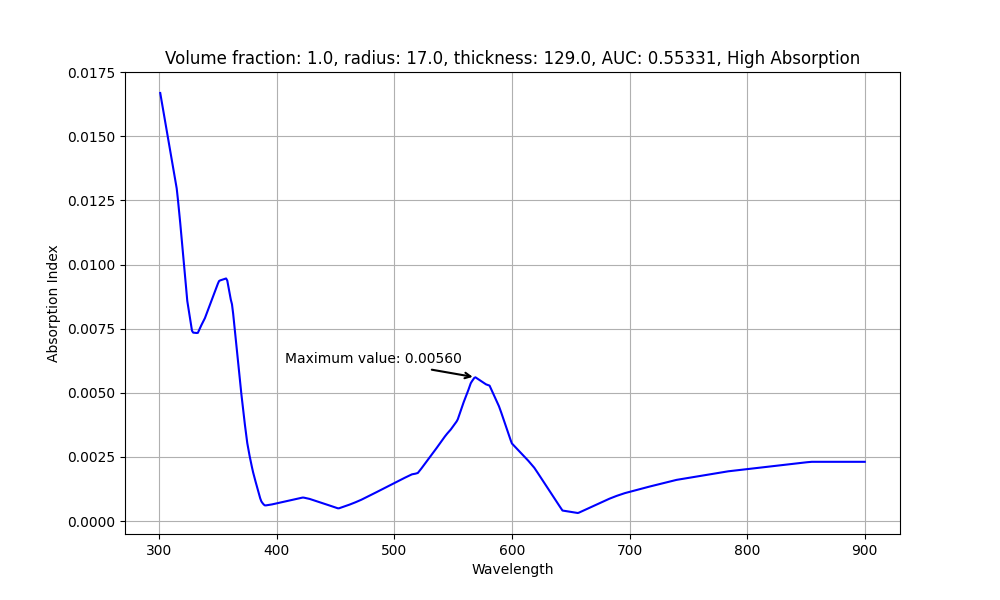 Volume fraction: 1.0, radius: 17.0, thickness: 129.0, AUC: 0.55331, High Absorption
0.0175
0.0150
0.0125
0.0100
0.0075
0.0050
0.0025
0.0000
Absorption Index
Maximum value: 0.00560
300 400 500 600 700 800 900
Wavelength